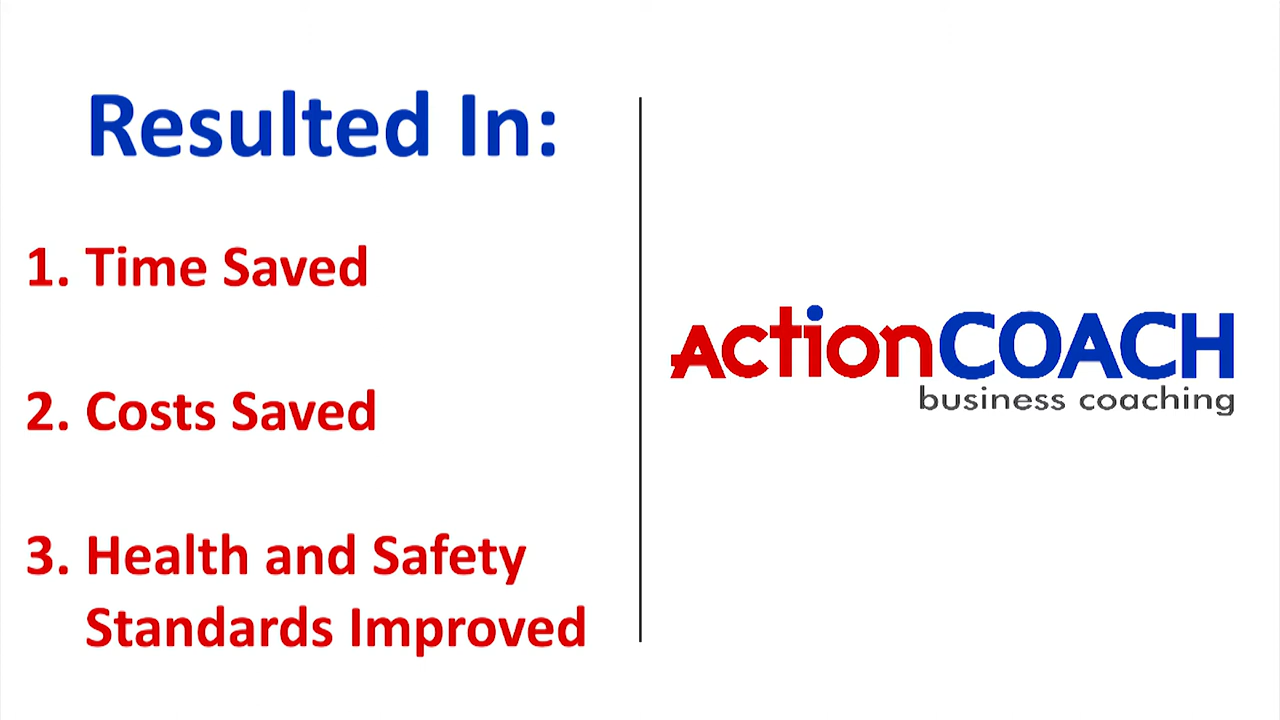 Resulted In:
1. Time Saved
2. Costs Saved
3. Health and Safety
Standards Improved
ActionCOACH
business coaching